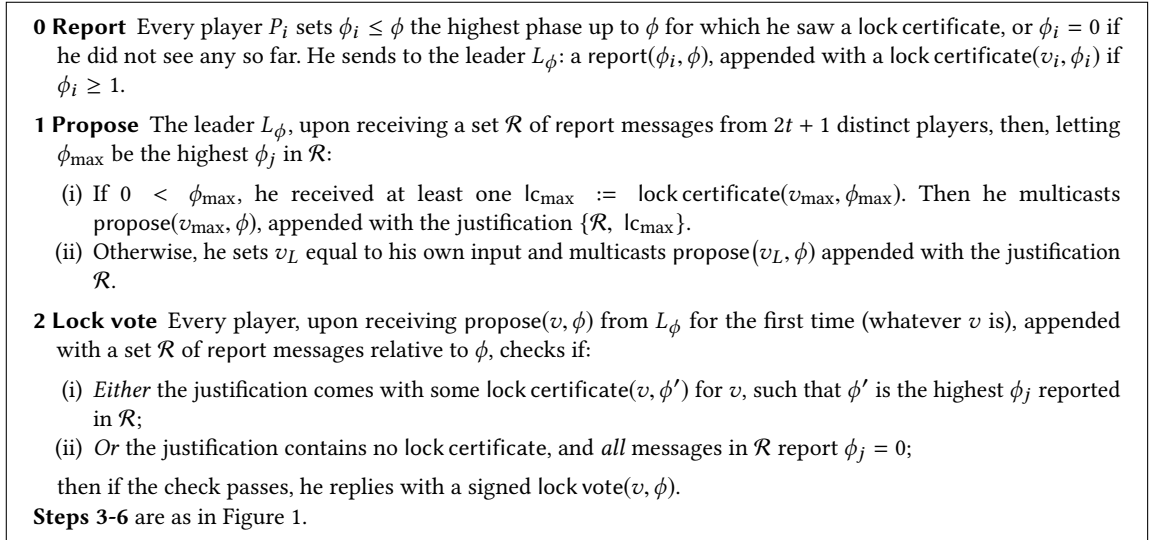 0 Report Every player P_i sets ϕ_i ≤ ϕ the highest phase up to ϕ for which he saw a lock certificate, or ϕ_i = 0 if
he did not see any so far. He sends to the leader L_ϕ: a report(ϕ_i, ϕ), appended with a lock certificate(v_i, ϕ_i) if
ϕ_i ≥ 1.
1 Propose The leader L_ϕ, upon receiving a set R of report messages from 2t + 1 distinct players, then, letting
ϕ_max be the highest ϕ_j in R:
(i) If 0 < ϕ_max, he received at least one lc_max := lock certificate(v_max, ϕ_max). Then he multicasts
propose(v_max, ϕ), appended with the justification {R, lc_max}.
(ii) Otherwise, he sets v_L equal to his own input and multicasts propose(v_L, ϕ) appended with the justification
R.
2 Lock vote Every player, upon receiving propose(v, ϕ) from L_ϕ for the first time (whatever v is), appended
with a set R of report messages relative to ϕ, checks if:
(i) Either the justification comes with some lock certificate(v, ϕ′) for v, such that ϕ′ is the highest ϕ_j reported
in R;
(ii) Or the justification contains no lock certificate, and all messages in R report ϕ_j = 0;
then if the check passes, he replies with a signed lock vote(v, ϕ).
Steps 3-6 are as in Figure 1.